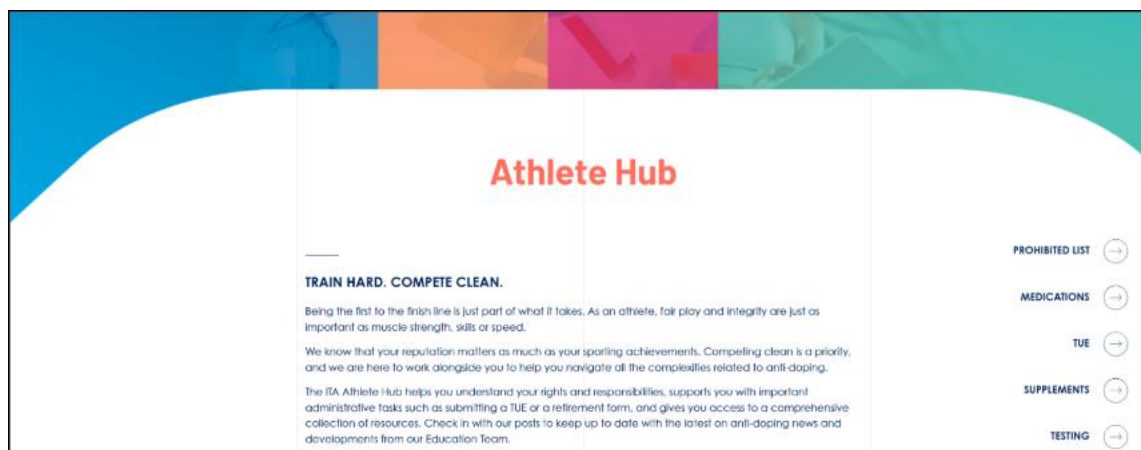 Athlete Hub
TRAIN HARD. COMPETE CLEAN.
Being the first to the finish line is just part of what it takes. As an athlete, fair play and integrity are just as
important as muscle strength, skills or speed.
We know that your reputation matters as much as your sporting achievements. Competing clean is a priority,
and we are here to work alongside you to help you navigate all the complexities related to anti-doping.
The ITA Athlete Hub helps you understand your rights and responsibilities, supports you with important
administrative tasks such as submitting a TUE or a retirement form, and gives you access to a comprehensive
collection of resources. Check in with our posts to keep up to date with the latest on anti-doping news and
developments from our Education Team.
PROHIBITED LIST
MEDICATIONS
TUE
SUPPLEMENTS
TESTING